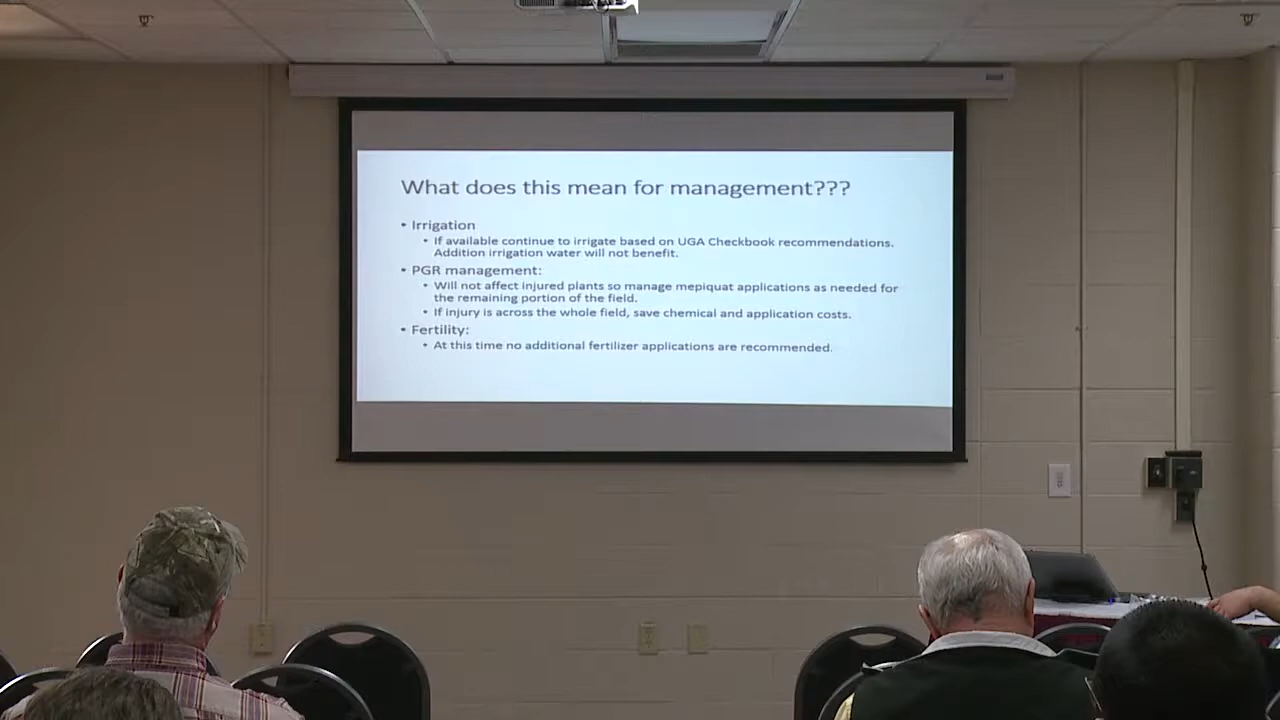 What does this mean for management???
• Irrigation
• If available continue to irrigate based on UGA Checkbook recommendations.
Addition irrigation water will not benefit.
• PGR management:
• Will not affect injured plants so manage mepiquat applications as needed for
the remaining portion of the field.
• If injury is across the whole field, save chemical and application costs.
• Fertility:
• At this time no additional fertilizer applications are recommended.